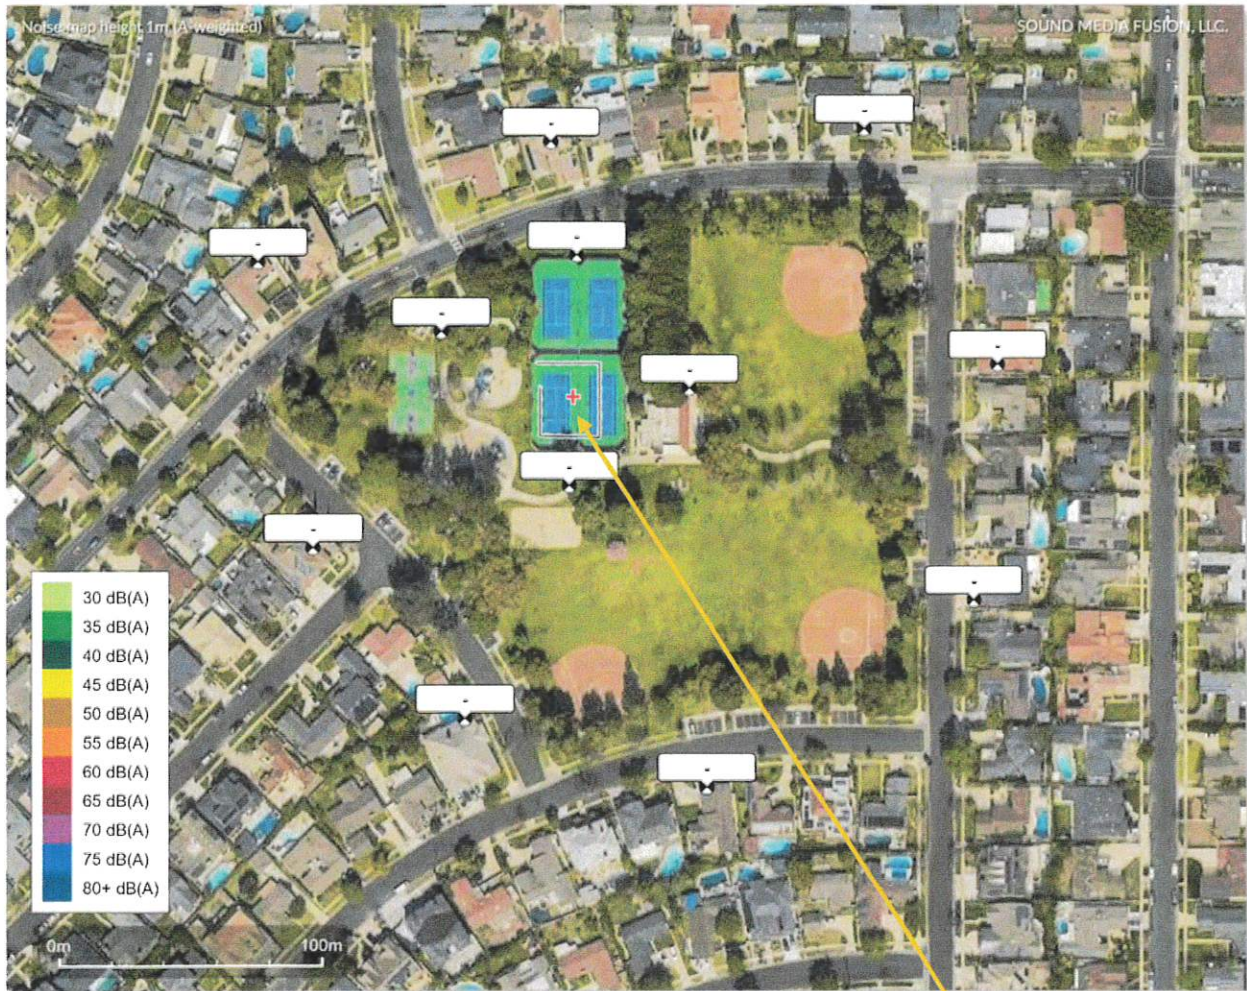 Noise map height 1m (A-weighted)
SOUND MEDIA FUSION, LLC.
-
-
-
-
-
-
-
-
-
-
-
-
30 dB(A)
35 dB(A)
40 dB(A)
45 dB(A)
50 dB(A)
55 dB(A)
60 dB(A)
65 dB(A)
70 dB(A)
75 dB(A)
80+ dB(A)
0m
100m